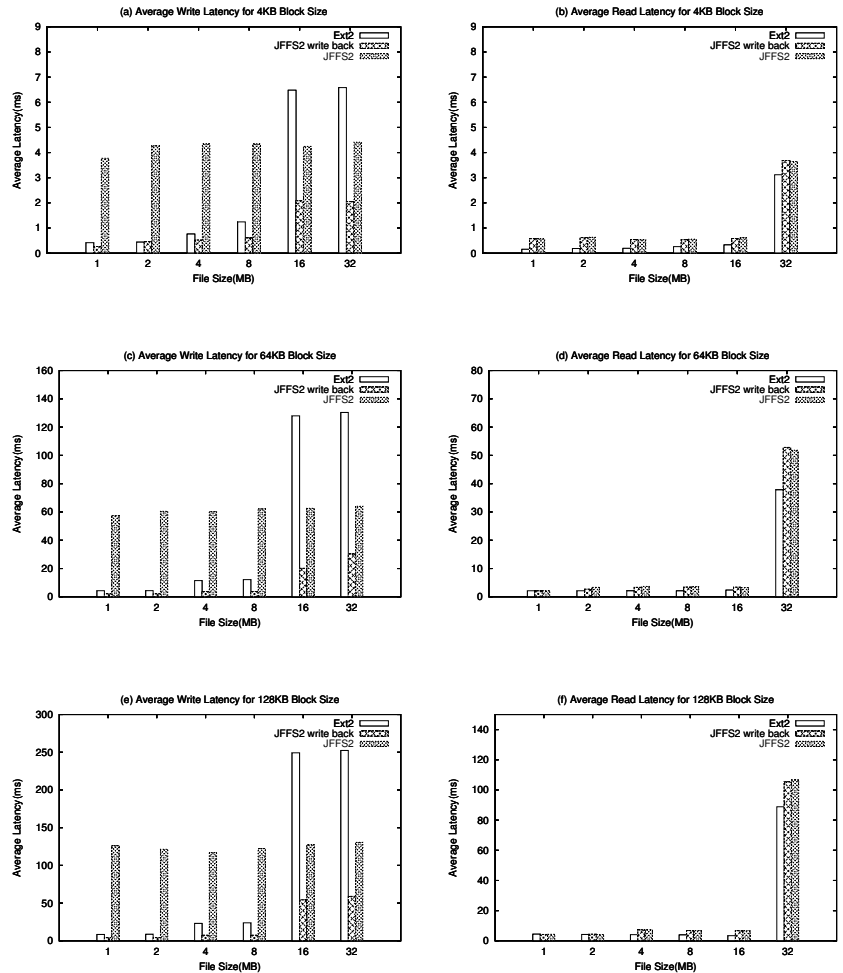 (a) Average Write Latency for 4KB Block Size
Average Latency(ms)
9
8
7
6
5
4
3
2
1
0
Ext2
JFFS2 write back
JFFS2
1 2 4 8 16 32
File Size(MB)
(b) Average Read Latency for 4KB Block Size
Average Latency(ms)
9
8
7
6
5
4
3
2
1
0
Ext2
JFFS2 write back
JFFS2
1 2 4 8 16 32
File Size(MB)
(c) Average Write Latency for 64KB Block Size
Average Latency(ms)
160
140
120
100
80
60
40
20
0
Ext2
JFFS2 write back
JFFS2
1 2 4 8 16 32
File Size(MB)
(d) Average Read Latency for 64KB Block Size
Average Latency(ms)
80
70
60
50
40
30
20
10
0
Ext2
JFFS2 write back
JFFS2
1 2 4 8 16 32
File Size(MB)
(e) Average Write Latency for 128KB Block Size
Average Latency(ms)
300
250
200
150
100
50
0
Ext2
JFFS2 write back
JFFS2
1 2 4 8 16 32
File Size(MB)
(f) Average Read Latency for 128KB Block Size
Average Latency(ms)
140
120
100
80
60
40
20
0
Ext2
JFFS2 write back
JFFS2
1 2 4 8 16 32
File Size(MB)